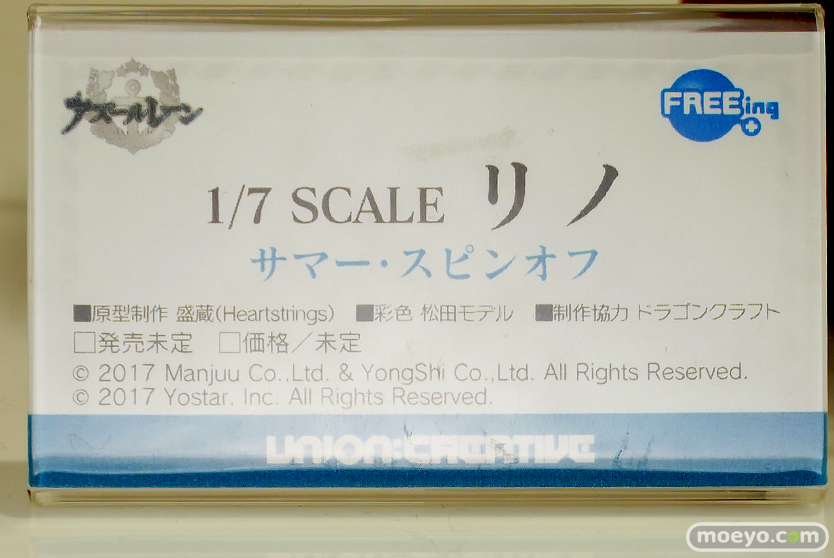 アズールレーン
FREEing
1/7 SCALE リノ
サマー・スピンオフ
■原型制作 盛蔵(Heartstrings) ■彩色 松田モデル ■制作協力 ドラゴンクラフト
□発売未定 □価格／未定
© 2017 Manjuu Co.,Ltd. & YongShi Co.,Ltd. All Rights Reserved.
© 2017 Yostar, Inc. All Rights Reserved.
UNION:CREATIVE
moeyo.com